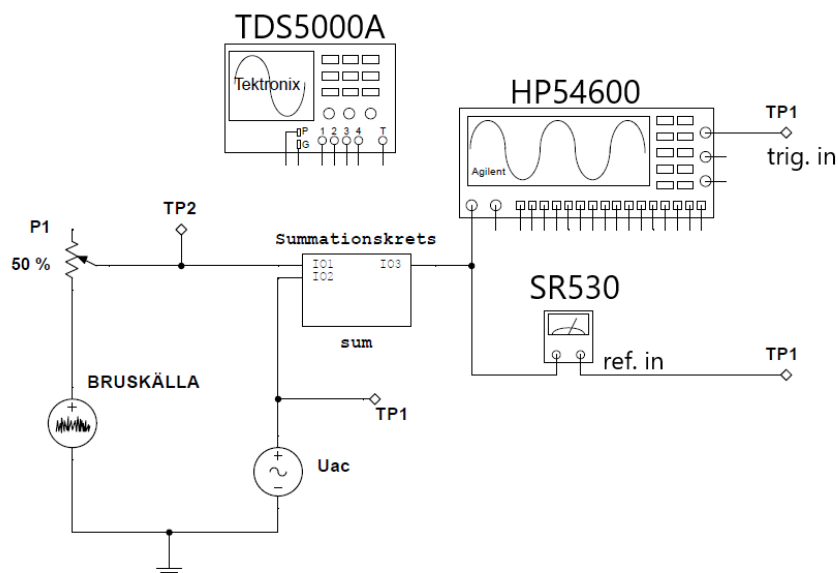 TDS5000A
Tektronix
P
G
1 2 3 4 T
HP54600
Agilent
TP1
trig. in
P1
50 %
TP2
Summationskrets
IO1 IO3
IO2
sum
SR530
ref. in
TP1
BRUSKÄLLA
TP1
Uac